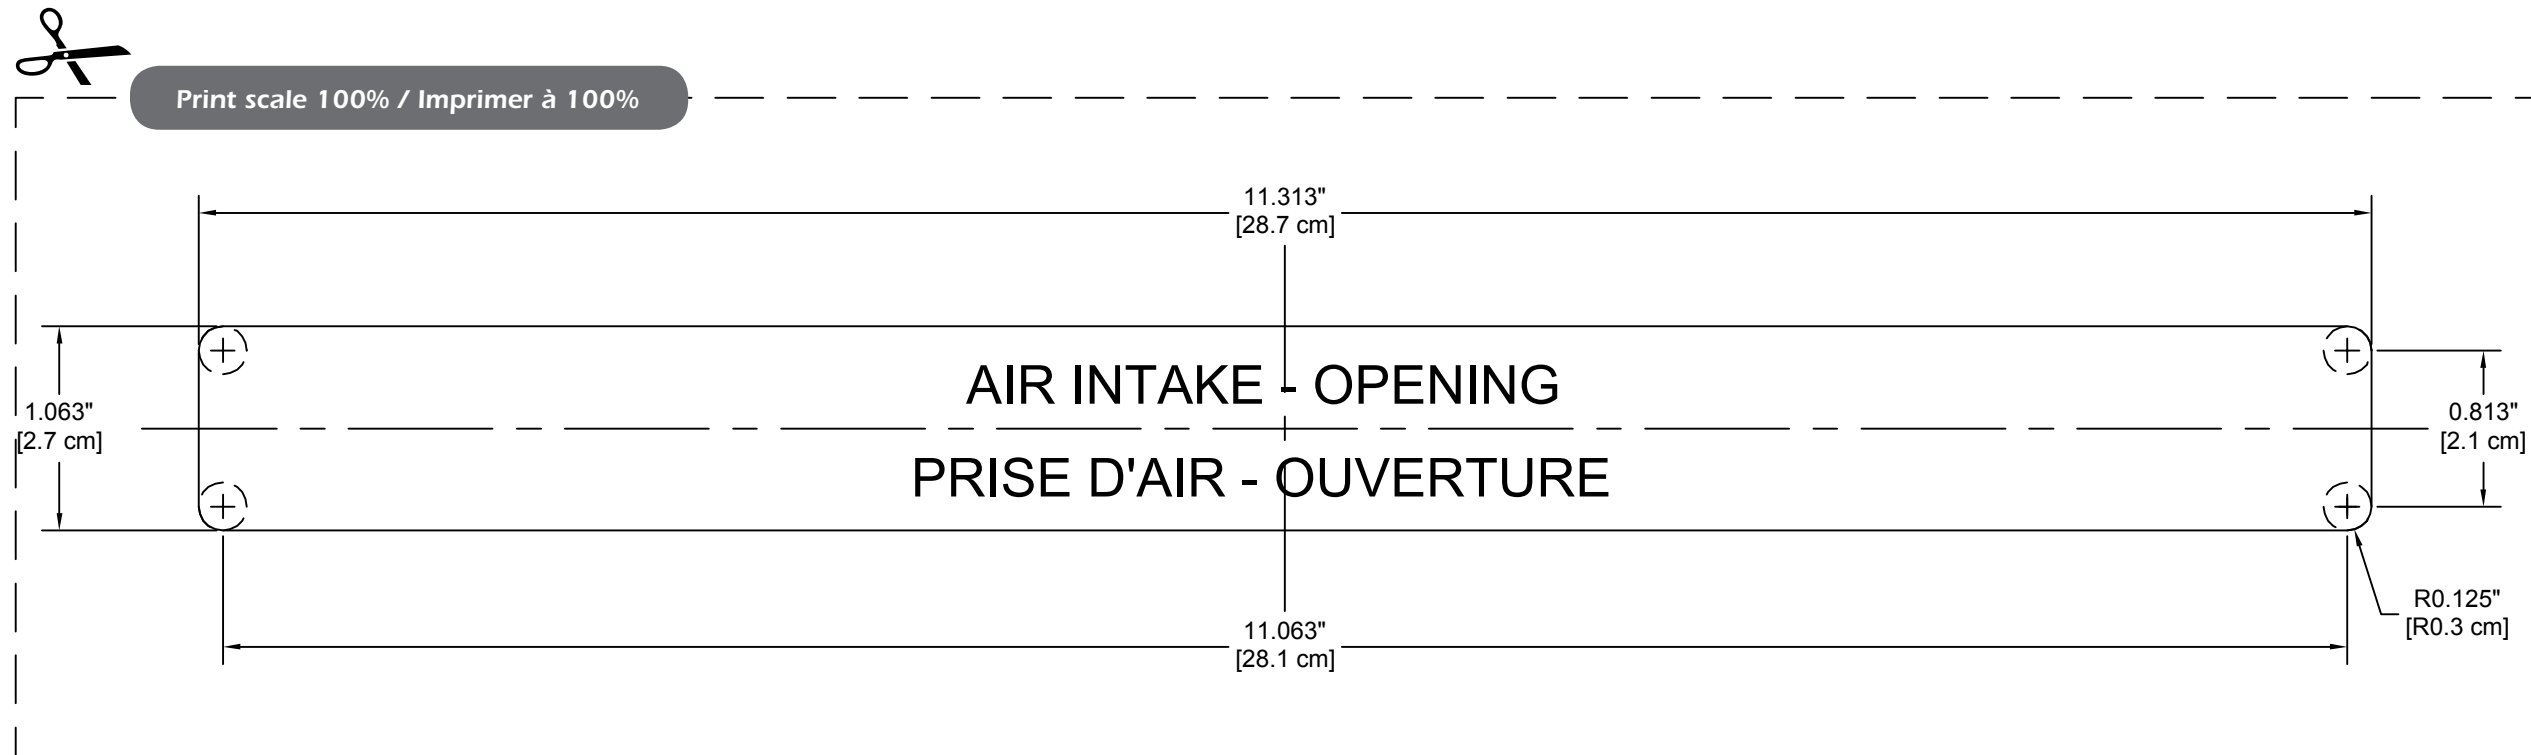 Print scale 100% / Imprimer à 100%
11.313"
[28.7 cm]
AIR INTAKE - OPENING
1.063"
[2.7 cm]
0.813"
[2.1 cm]
PRISE D'AIR - OUVERTURE
R0.125"
[R0.3 cm]
11.063"
[28.1 cm]